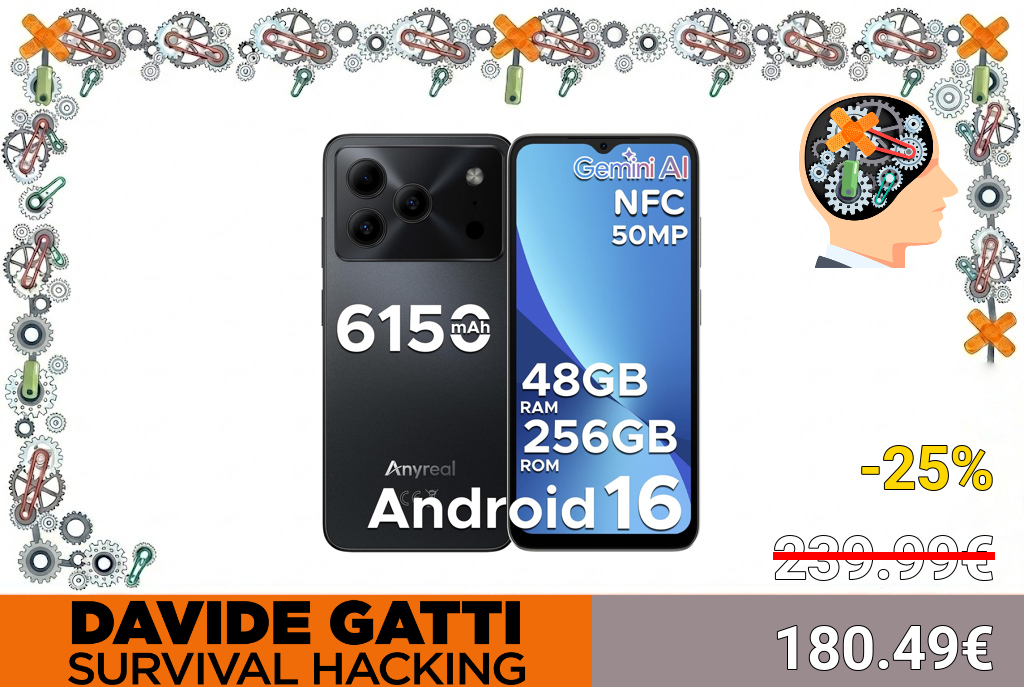 Gemini AI
NFC
50MP
6150 mAh
48GB
RAM
256GB
ROM
Anyreal
Android 16
-25%
239.99€
DAVIDE GATTI
SURVIVAL HACKING
180.49€